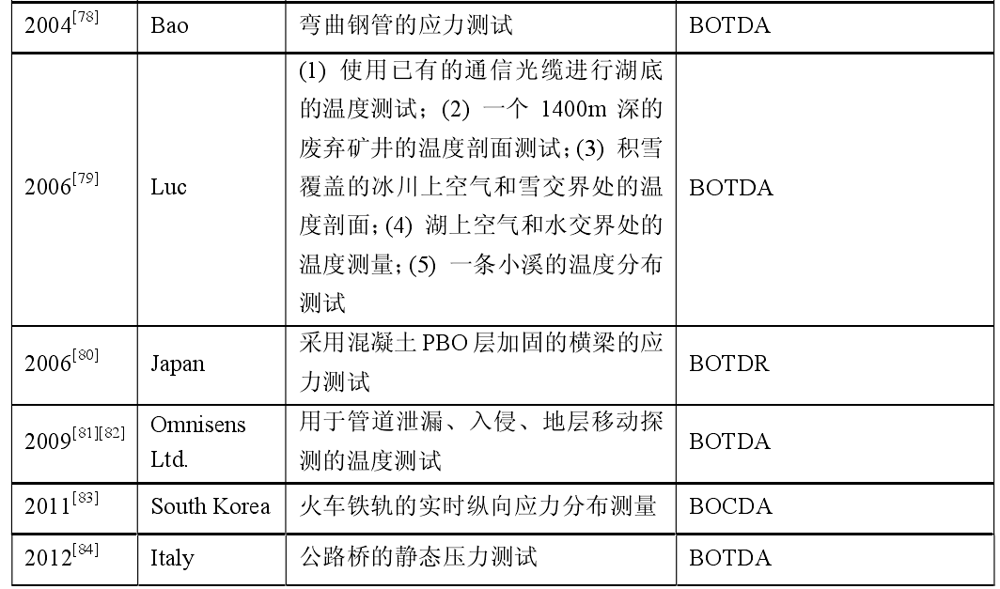 2004[78] Bao 弯曲钢管的应力测试 BOTDA
(1) 使用已有的通信光缆进行湖底
的温度测试；(2) 一个 1400m 深的
废弃矿井的温度剖面测试；(3) 积雪
2006[79] Luc 覆盖的冰川上空气和雪交界处的温 BOTDA
度剖面；(4) 湖上空气和水交界处的
温度测量；(5) 一条小溪的温度分布
测试
2006[80] Japan 采用混凝土 PBO 层加固的横梁的应 BOTDR
力测试
2009[81][82] Omnisens 用于管道泄漏、入侵、地层移动探 BOTDA
Ltd. 测的温度测试
2011[83] South Korea 火车铁轨的实时纵向应力分布测量 BOCDA
2012[84] Italy 公路桥的静态压力测试 BOTDA